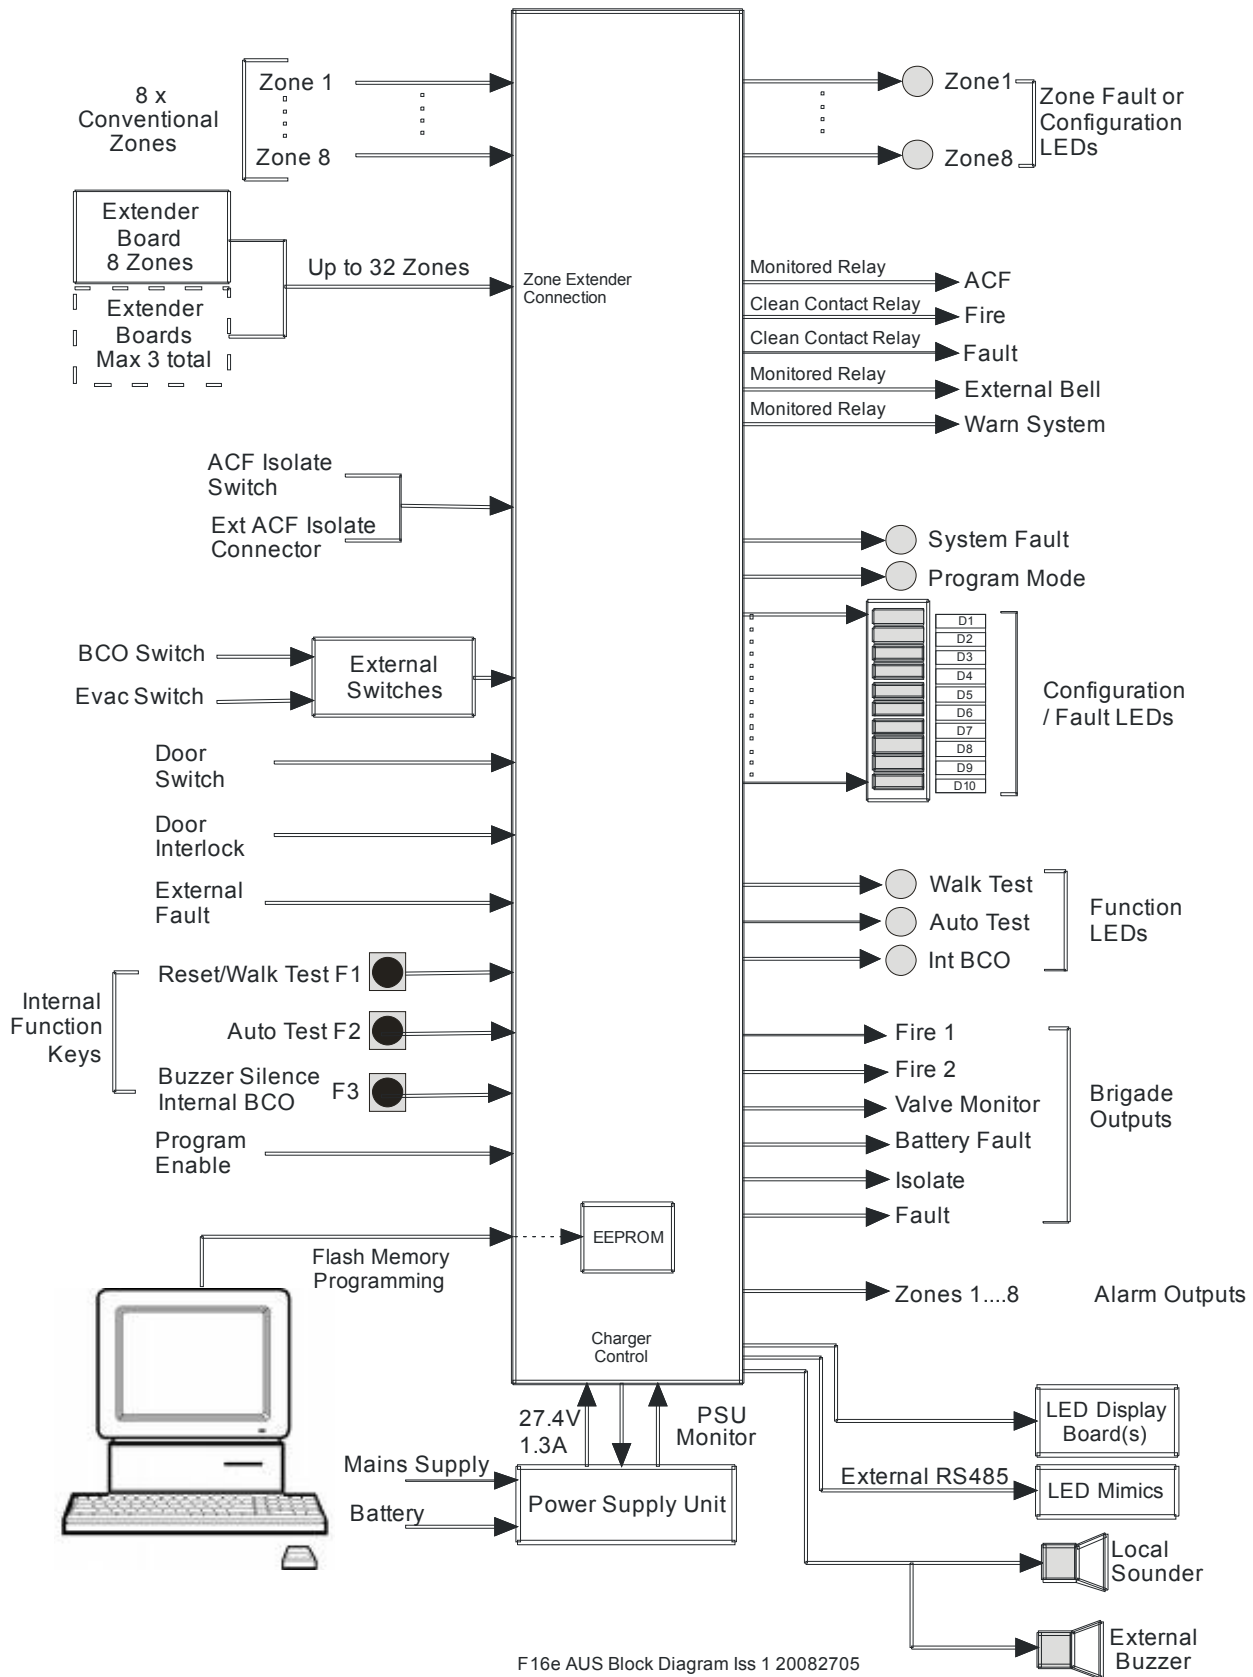 8 x
Conventional
Zones
Zone 1
Zone 8
Extender
Board
8 Zones
Extender
Boards
Max 3 total
Up to 32 Zones
Zone Extender
Connection
ACF Isolate
Switch
Ext ACF Isolate
Connector
BCO Switch
Evac Switch
External
Switches
Door
Switch
Door
Interlock
External
Fault
Internal
Function
Keys
Reset/Walk Test F1
Auto Test F2
Buzzer Silence
Internal BCO
F3
Program
Enable
Flash Memory
Programming
EEPROM
Charger
Control
27.4V
1.3A
PSU
Monitor
Mains Supply
Battery
Power Supply Unit
Zone1
Zone8
Zone Fault or
Configuration
LEDs
Monitored Relay
ACF
Clean Contact Relay
Fire
Clean Contact Relay
Fault
Monitored Relay
External Bell
Monitored Relay
Warn System
System Fault
Program Mode
D1
D2
D3
D4
D5
D6
D7
D8
D9
D10
Configuration
/ Fault LEDs
Walk Test
Auto Test
Int BCO
Function
LEDs
Fire 1
Fire 2
Valve Monitor
Battery Fault
Isolate
Fault
Brigade
Outputs
Zones 1....8
Alarm Outputs
LED Display
Board(s)
External RS485
LED Mimics
Local
Sounder
External
Buzzer
F16e AUS Block Diagram Iss 1 20082705